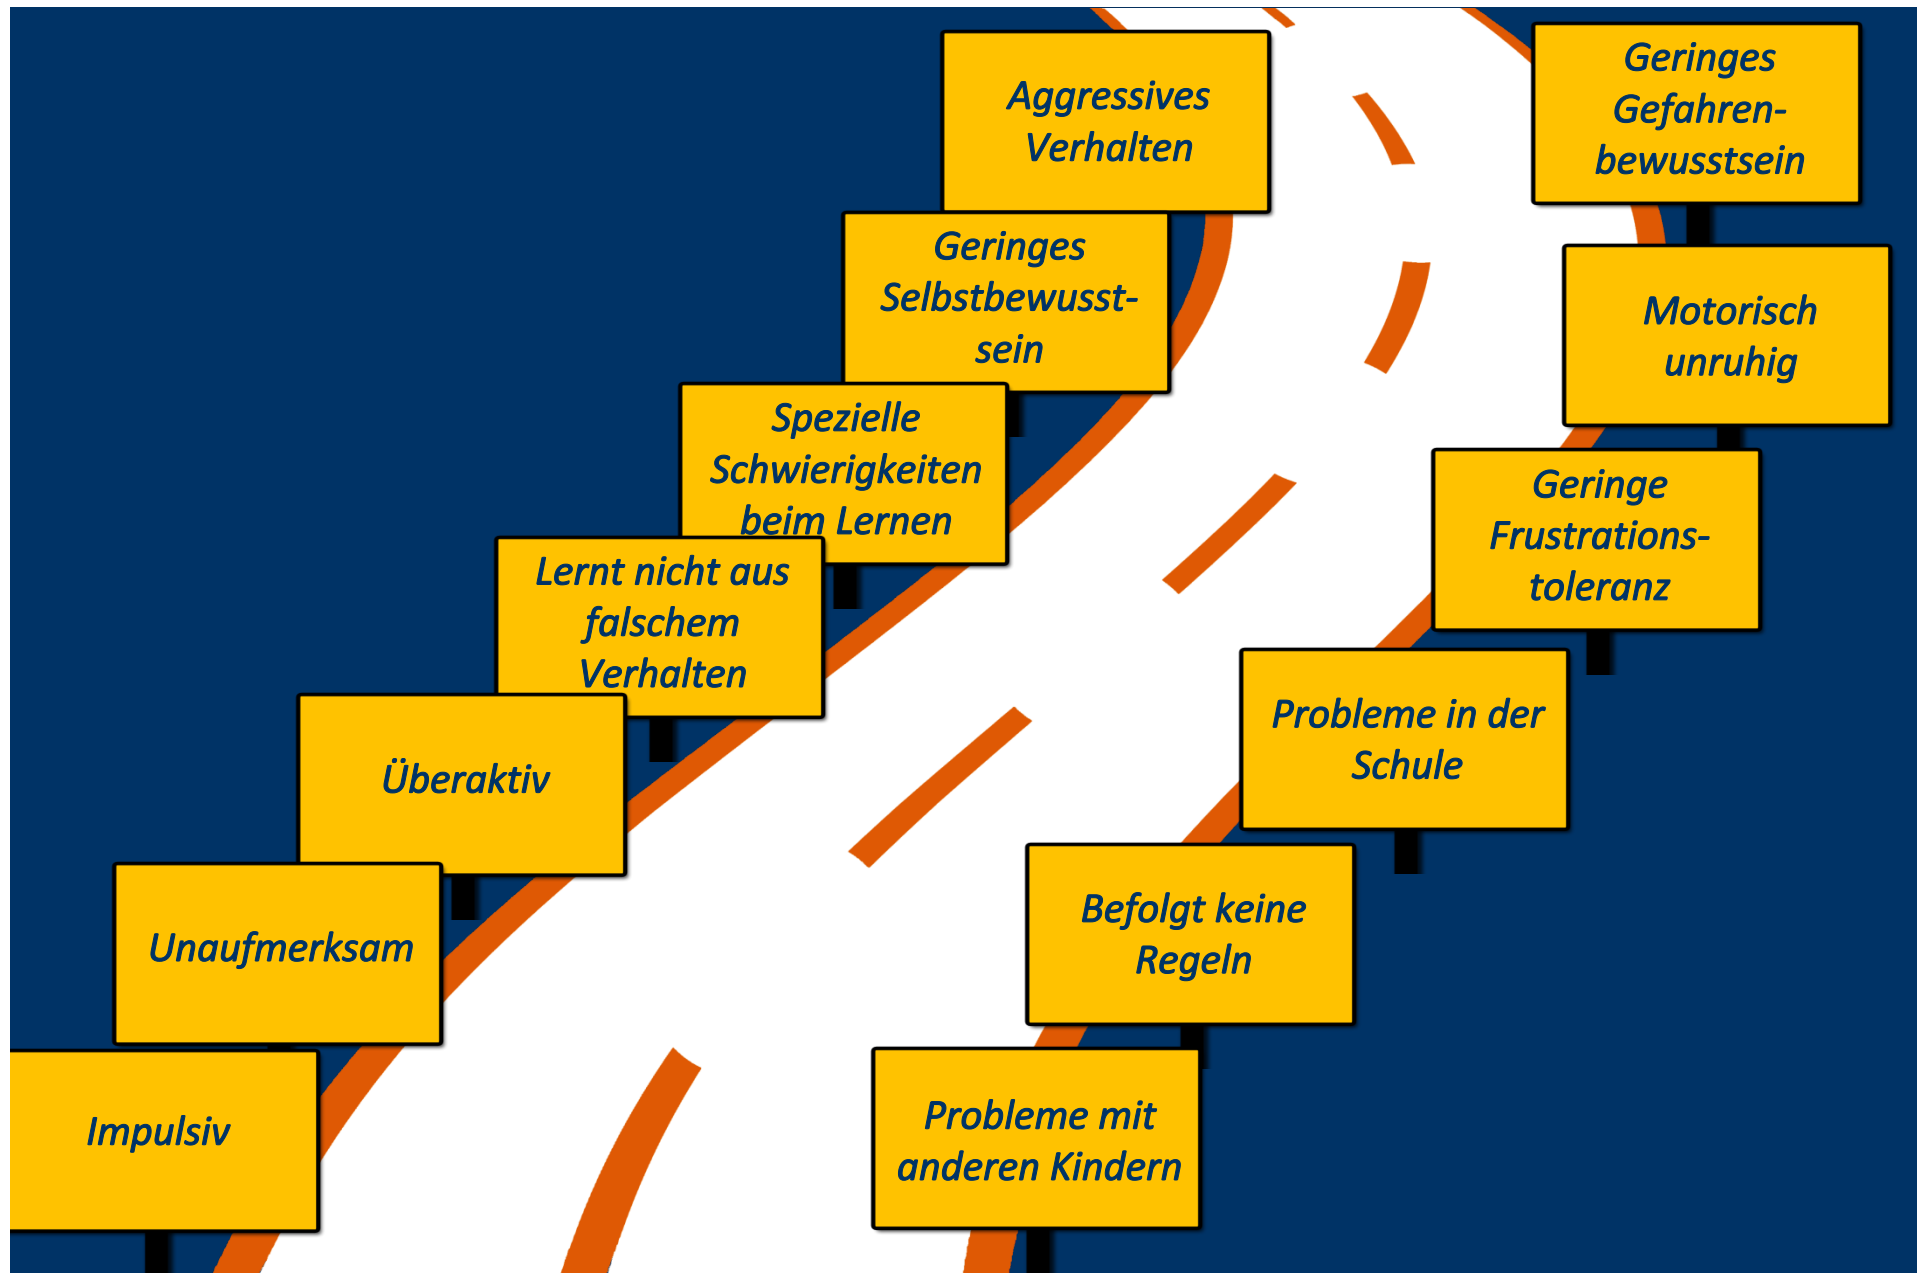 Aggressives
Verhalten
Geringes
Gefahren-
bewusstsein
Geringes
Selbstbewusst-
sein
Motorisch
unruhig
Spezielle
Schwierigkeiten
beim Lernen
Geringe
Frustrations-
toleranz
Lernt nicht aus
falschem
Verhalten
Probleme in der
Schule
Überaktiv
Befolgt keine
Regeln
Unaufmerksam
Probleme mit
anderen Kindern
Impulsiv